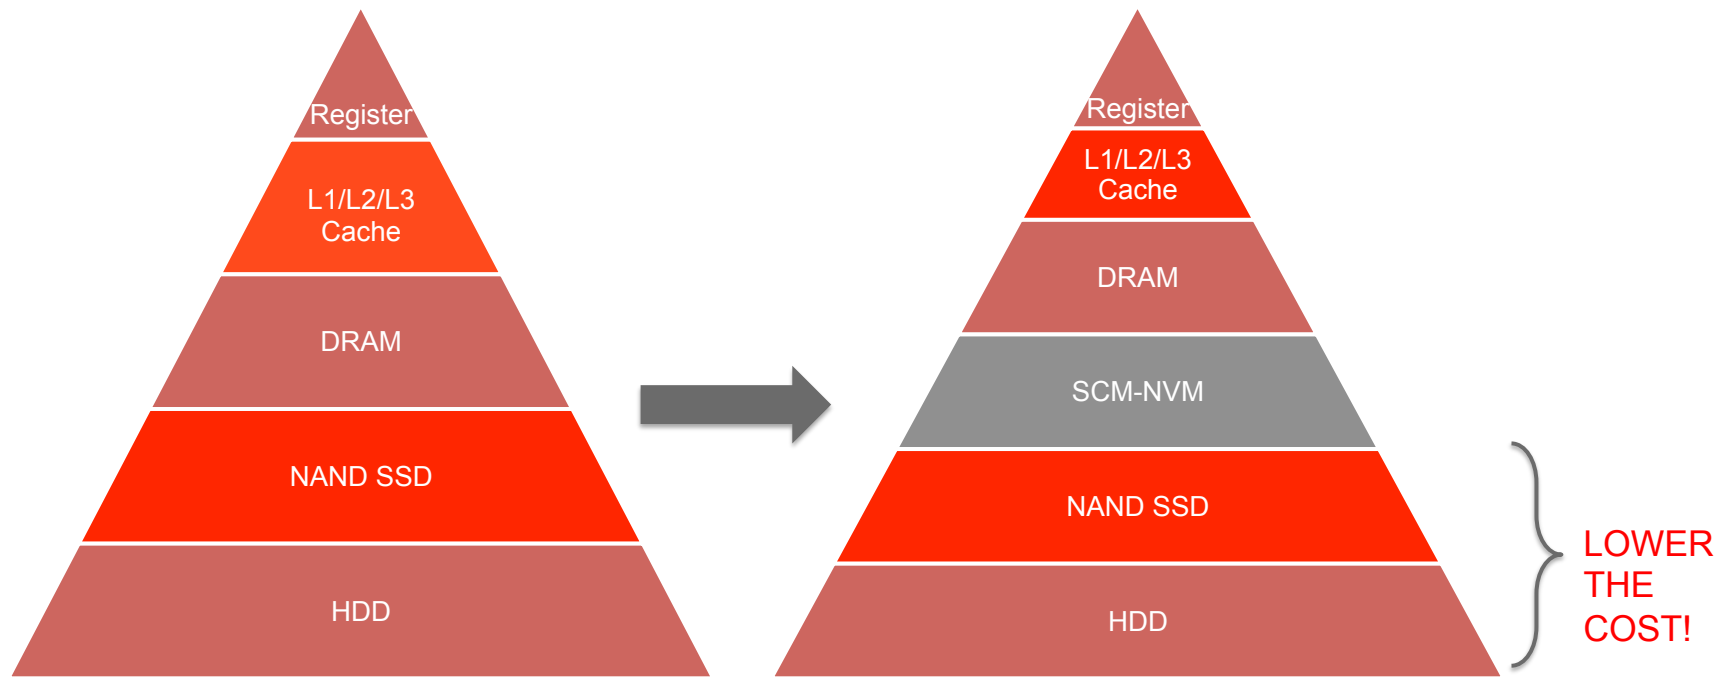 Register
L1/L2/L3
Cache
DRAM
NAND SSD
HDD
Register
L1/L2/L3
Cache
DRAM
SCM-NVM
NAND SSD
HDD
LOWER
THE
COST!